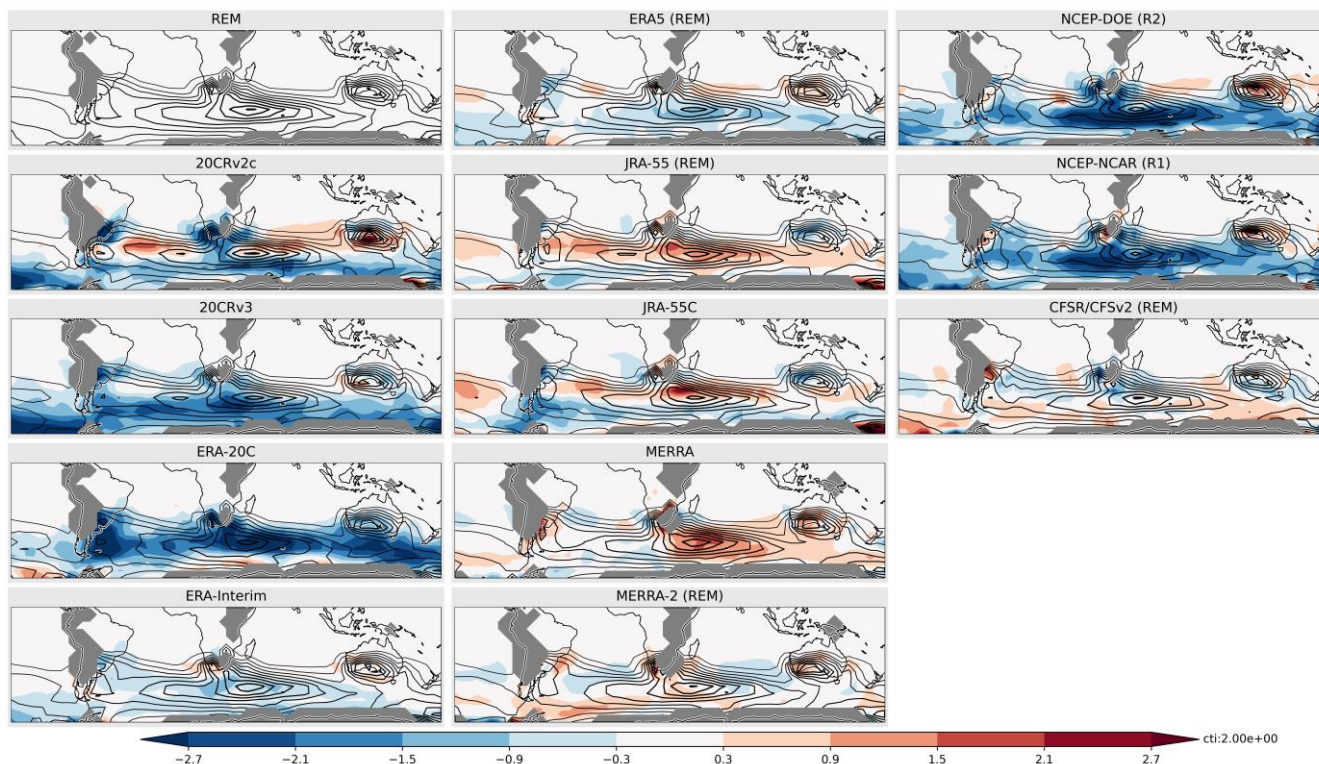 REM
ERA5 (REM)
NCEP-DOE (R2)
20CRv2c
JRA-55 (REM)
NCEP-NCAR (R1)
20CRv3
JRA-55C
CFSR/CFSv2 (REM)
ERA-20C
MERRA
ERA-Interim
MERRA-2 (REM)
−2.7 −2.1 −1.5 −0.9 −0.3 0.3 0.9 1.5 2.1 2.7 cti:2.00e+00